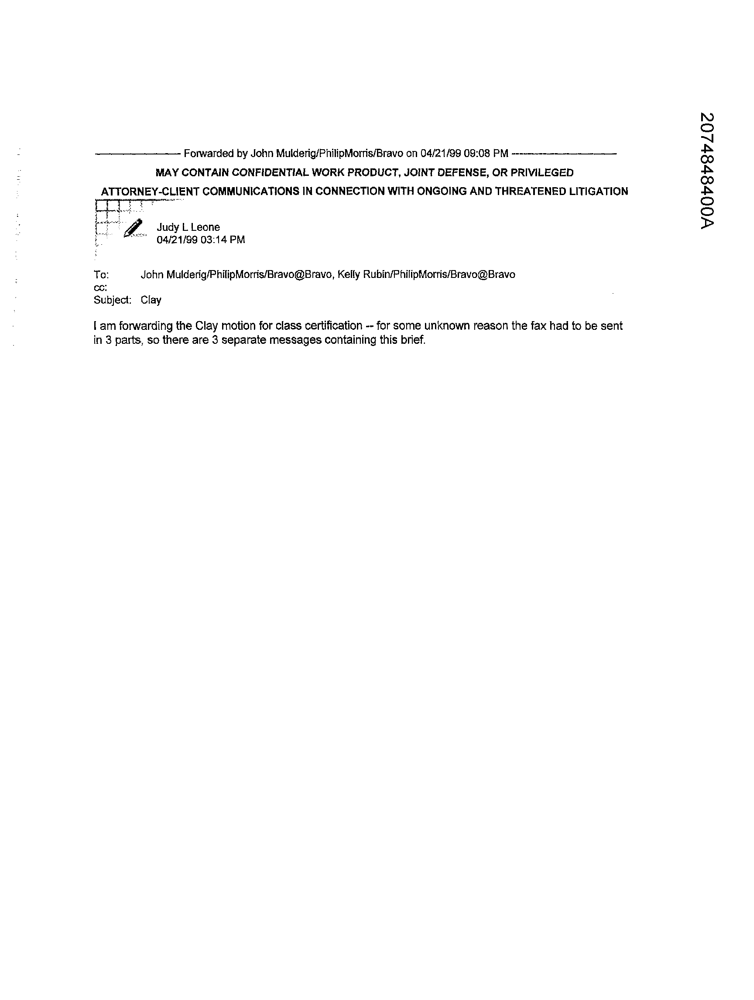 2074848400A
---------------------- Forwarded by John Mulderig/PhilipMorris/Bravo on 04/21/99 09:08 PM ---------------------------
MAY CONTAIN CONFIDENTIAL WORK PRODUCT, JOINT DEFENSE, OR PRIVILEGED
ATTORNEY-CLIENT COMMUNICATIONS IN CONNECTION WITH ONGOING AND THREATENED LITIGATION
Judy L Leone
04/21/99 03:14 PM
To: John Mulderig/PhilipMorris/Bravo@Bravo, Kelly Rubin/PhilipMorris/Bravo@Bravo
cc:
Subject: Clay
I am forwarding the Clay motion for class certification -- for some unknown reason the fax had to be sent
in 3 parts, so there are 3 separate messages containing this brief.